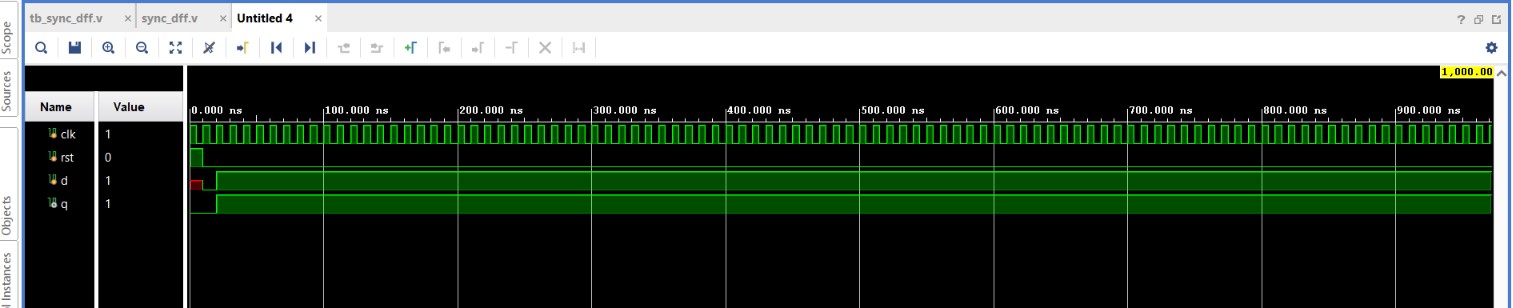 tb_sync_dff.v × sync_dff.v × Untitled 4 ×
Scope
Sources
Objects
Instances
1,000.00
Name Value
0.000 ns 100.000 ns 200.000 ns 300.000 ns 400.000 ns 500.000 ns 600.000 ns 700.000 ns 800.000 ns 900.000 ns
clk 1
rst 0
d 1
q 1